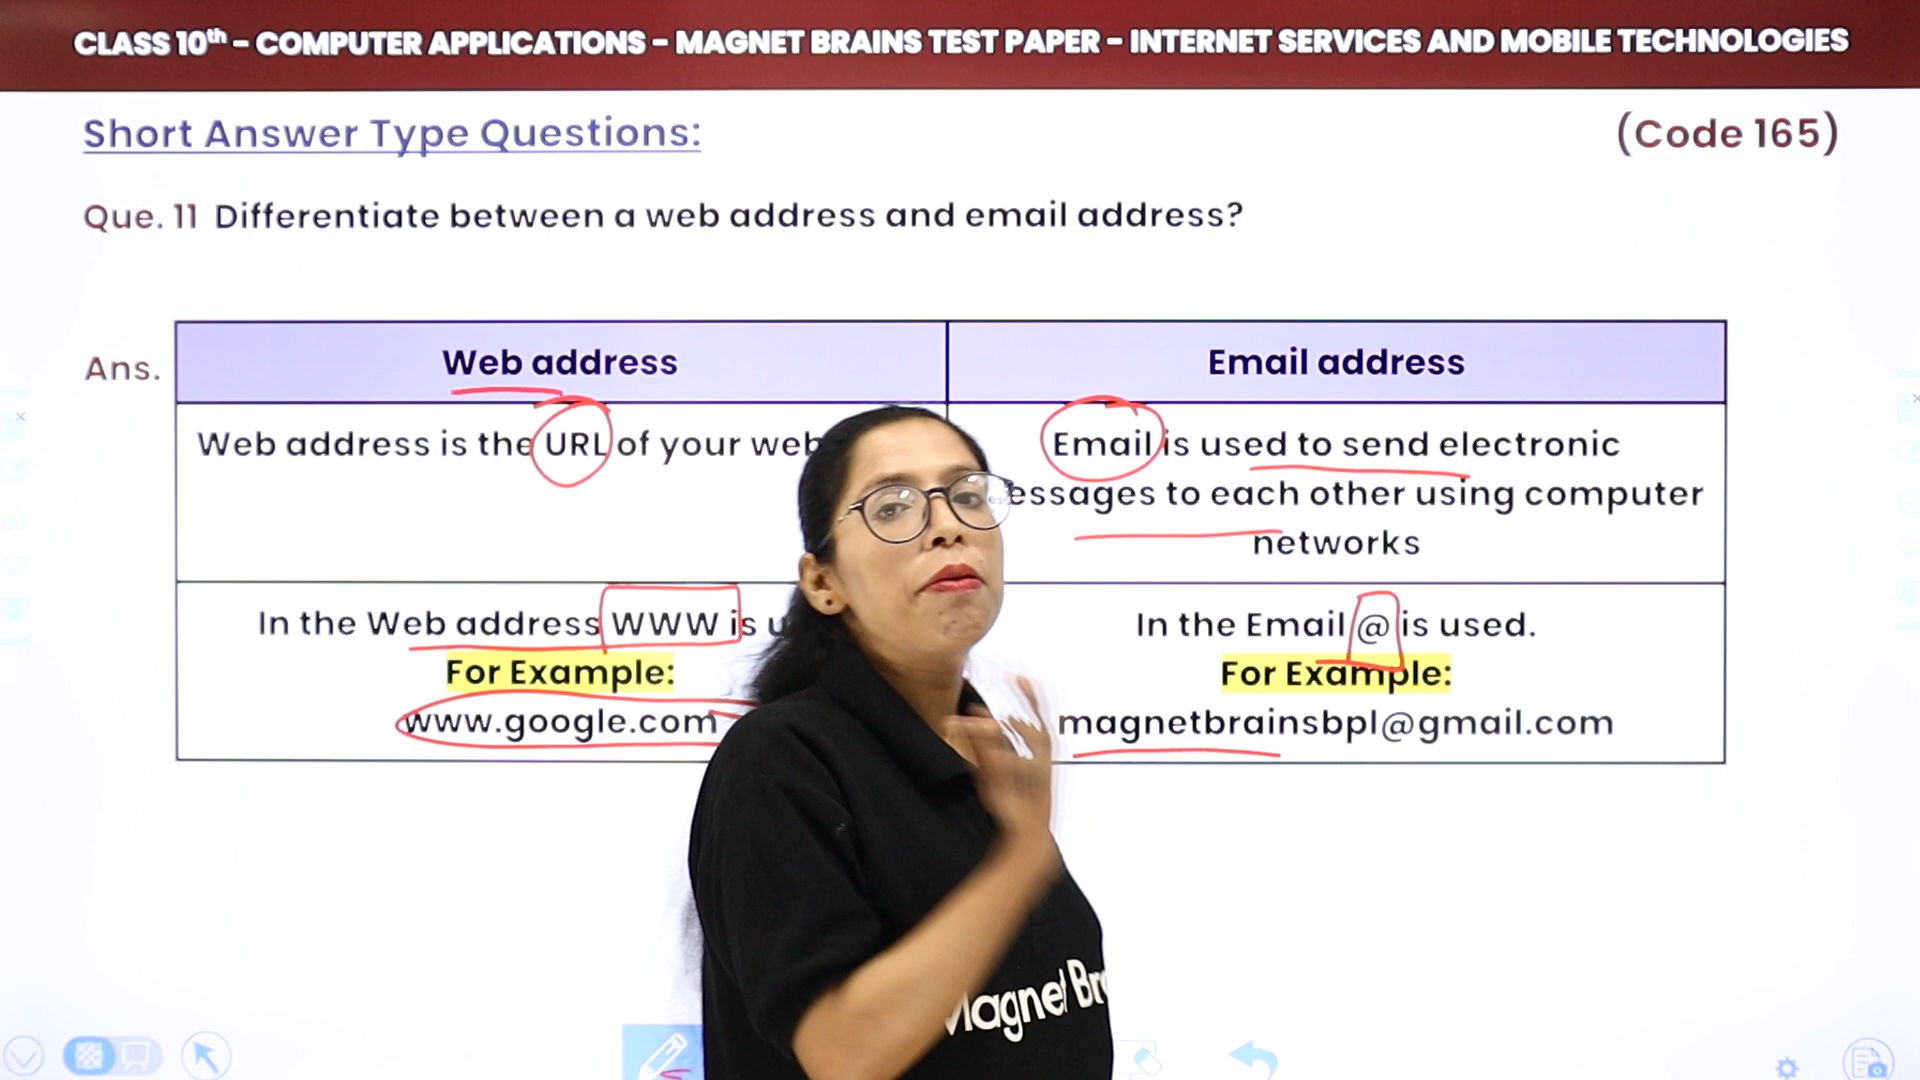 CLASS 10th - COMPUTER APPLICATIONS - MAGNET BRAINS TEST PAPER - INTERNET SERVICES AND MOBILE TECHNOLOGIES
Short Answer Type Questions:
(Code 165)
Que. 11 Differentiate between a web address and email address?
Ans.
Web address
Email address
Web address is the URL of your web
Email is used to send electronic
essages to each other using computer
networks
In the Web address WWW is u
For Example:
www.google.com
In the Email @ is used.
For Example:
magnetbrainsbpl@gmail.com
Magnet Br